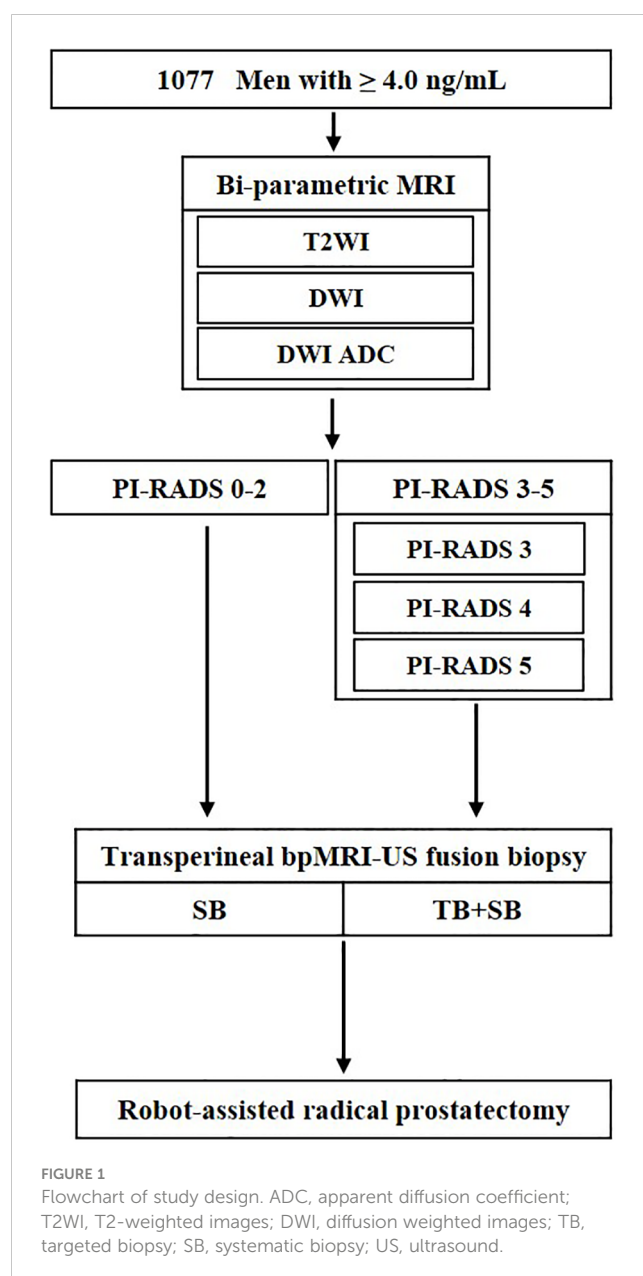 1077 Men with ≥ 4.0 ng/mL
Bi-parametric MRI
T2WI
DWI
DWI ADC
PI-RADS 0-2
PI-RADS 3-5
PI-RADS 3
PI-RADS 4
PI-RADS 5
Transperineal bpMRI-US fusion biopsy
SB
TB+SB
Robot-assisted radical prostatectomy
FIGURE 1
Flowchart of study design. ADC, apparent diffusion coefficient;
T2WI, T2-weighted images; DWI, diffusion weighted images; TB,
targeted biopsy; SB, systematic biopsy; US, ultrasound.